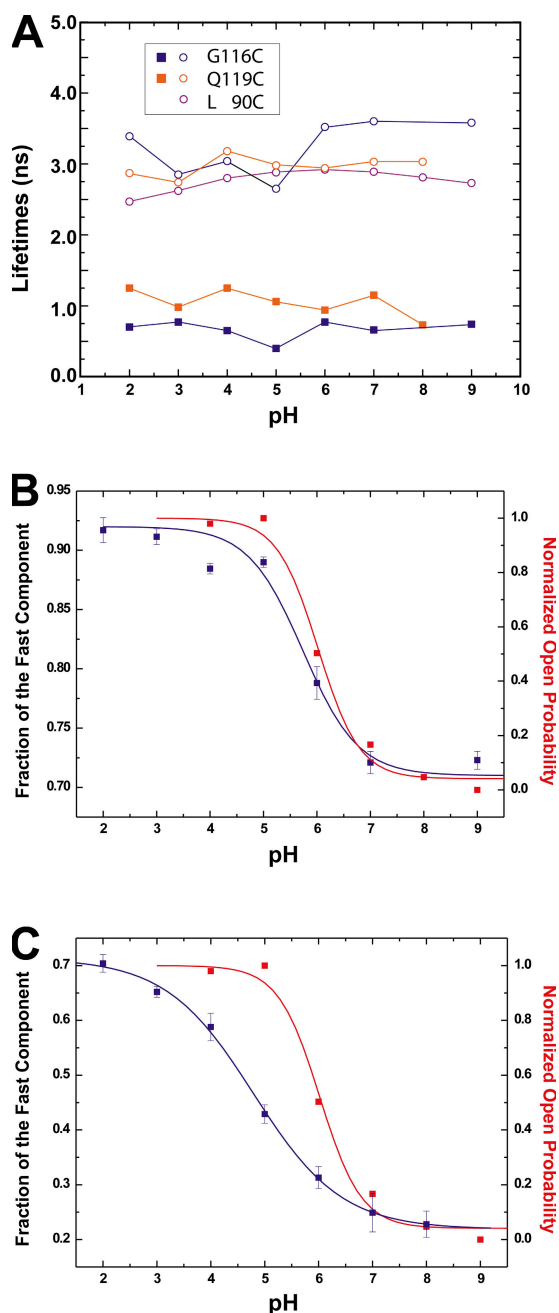 A
5.0
4.0
3.0
2.0
1.0
0.0
Lifetimes (ns)
G116C
Q119C
L 90C
1 2 3 4 5 6 7 8 9 10
pH
B
0.95
0.90
0.85
0.80
0.75
0.70
Fraction of the Fast Component
1.0
0.8
0.6
0.4
0.2
0.0
Normalized Open Probability
2 3 4 5 6 7 8 9
pH
C
0.7
0.6
0.5
0.4
0.3
0.2
Fraction of the Fast Component
1.0
0.8
0.6
0.4
0.2
0.0
Normalized Open Probability
2 3 4 5 6 7 8 9
pH